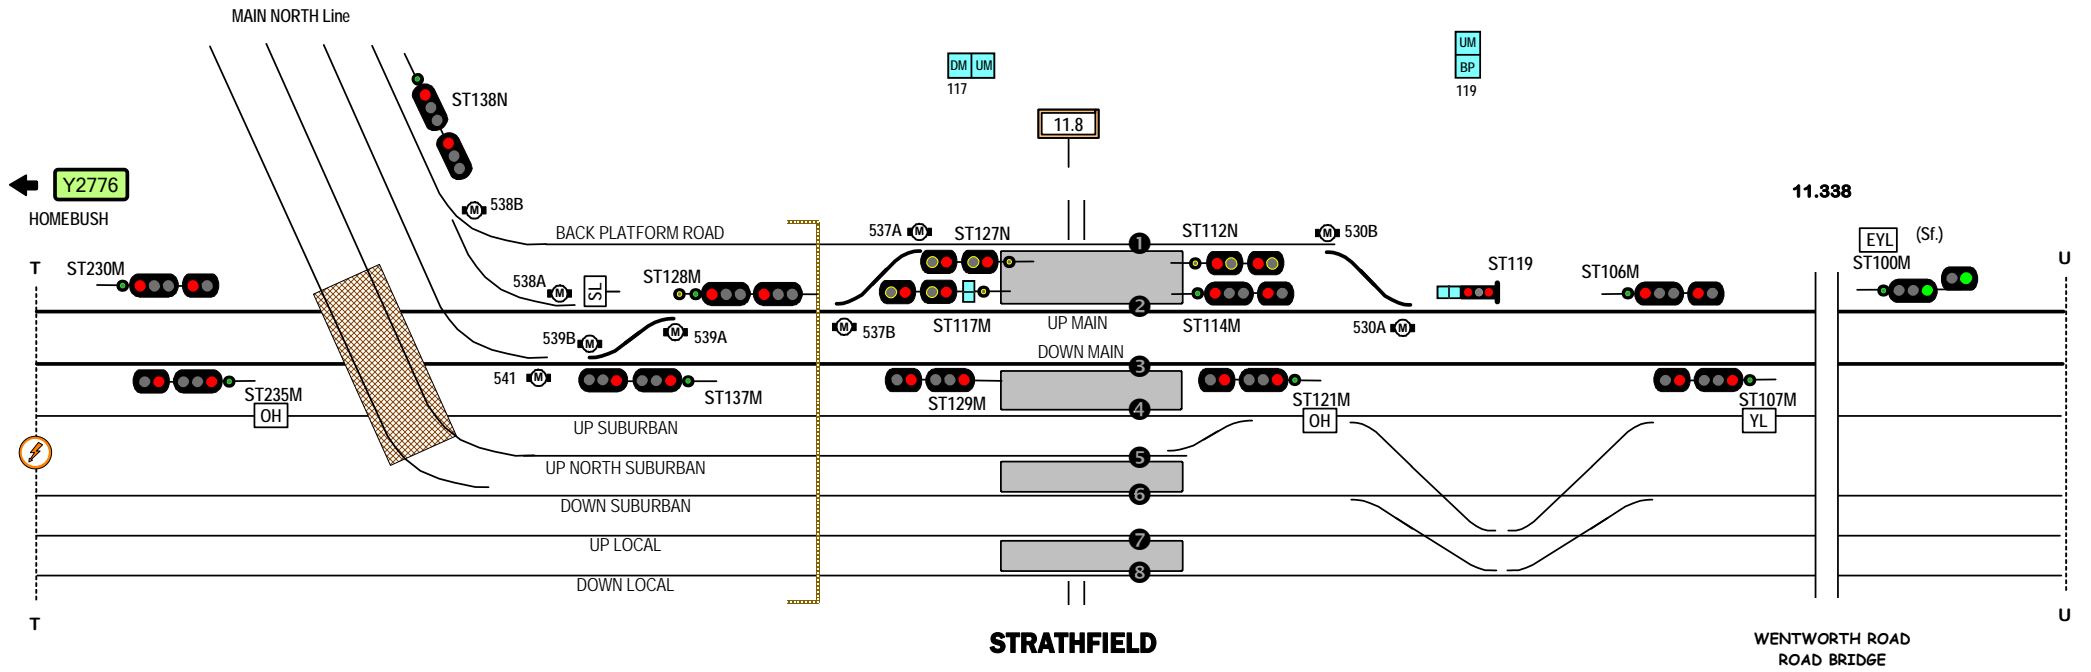 MAIN NORTH Line
DM UM
117
UM
BP
119
ST138N
11.8
Y2776
HOMEBUSH
11.338
538B
BACK PLATFORM ROAD
537A
ST127N
1
ST112N
530B
EYL
(Sf.)
T
ST230M
538A
SL
ST128M
ST119
ST106M
ST100M
U
2
539B
539A
537B
ST117M
UP MAIN
ST114M
530A
DOWN MAIN
3
541
ST235M
ST137M
ST129M
ST121M
ST107M
OH
4
OH
YL
UP SUBURBAN
5
UP NORTH SUBURBAN
6
DOWN SUBURBAN
7
UP LOCAL
8
DOWN LOCAL
T
U
STRATHFIELD
WENTWORTH ROAD
ROAD BRIDGE
M
M
M
M
M
M
M
M
M